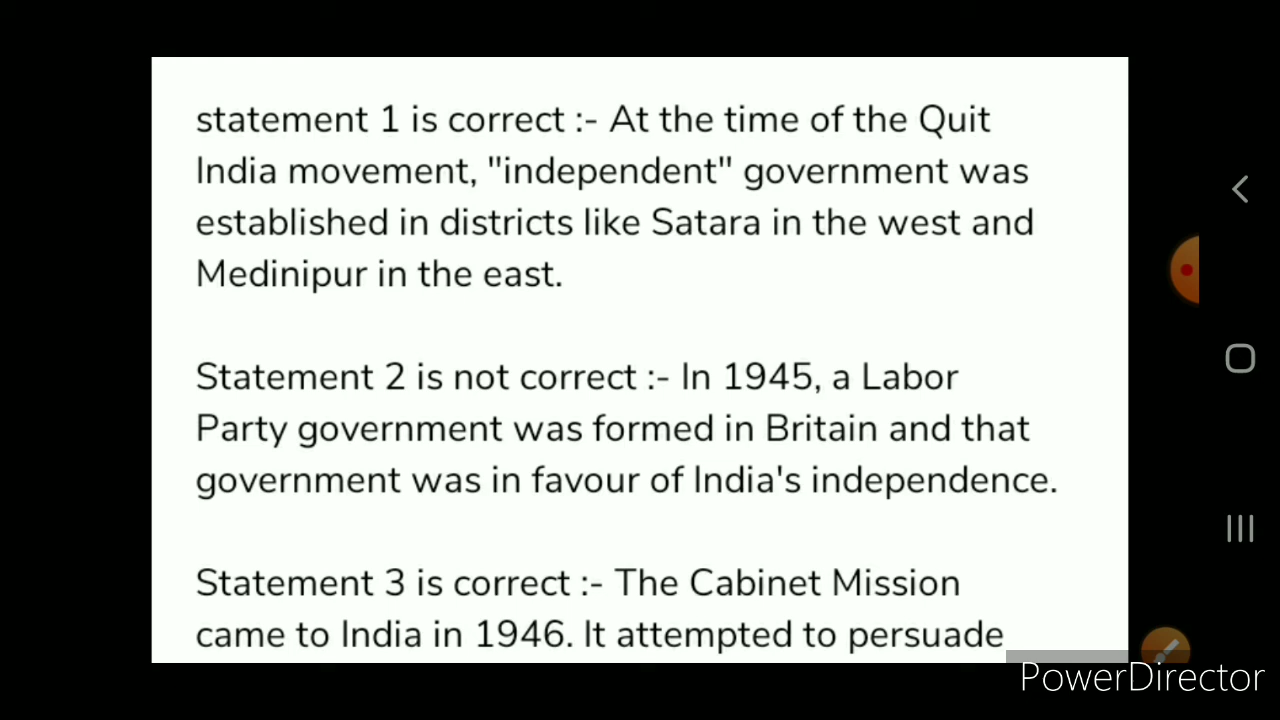 statement 1 is correct :- At the time of the Quit
India movement, "independent" government was
established in districts like Satara in the west and
Medinipur in the east.
Statement 2 is not correct :- In 1945, a Labor
Party government was formed in Britain and that
government was in favour of India's independence.
Statement 3 is correct :- The Cabinet Mission
came to India in 1946. It attempted to persuade
PowerDirector